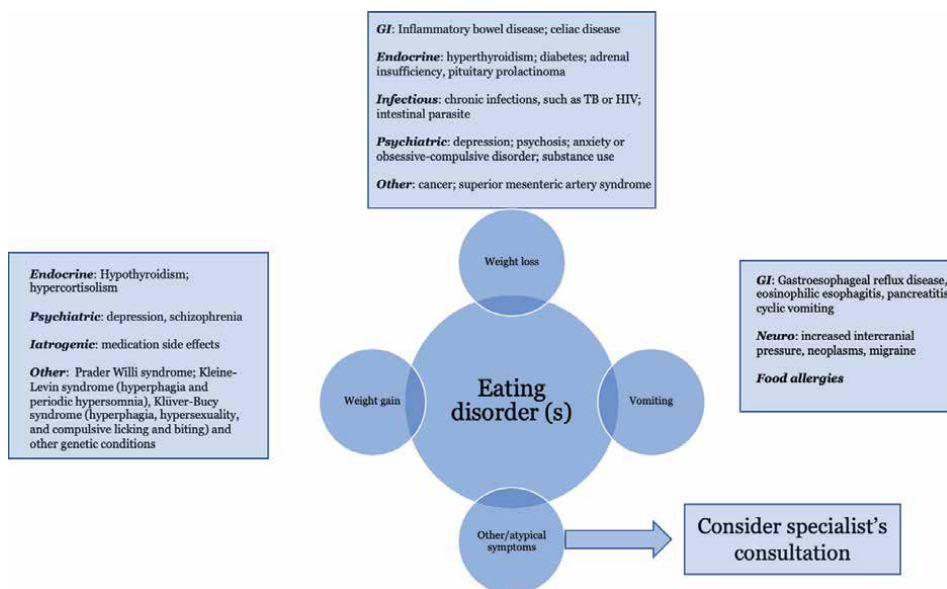 GI: Inflammatory bowel disease; celiac disease
Endocrine: hyperthyroidism; diabetes; adrenal
insufficiency, pituitary prolactinoma
Infectious: chronic infections, such as TB or HIV;
intestinal parasite
Psychiatric: depression; psychosis; anxiety or
obsessive-compulsive disorder; substance use
Other: cancer; superior mesenteric artery syndrome
Weight loss
Endocrine: Hypothyroidism;
hypercortisolism
Psychiatric: depression, schizophrenia
Iatrogenic: medication side effects
Other: Prader Willi syndrome; Kleine-
Levin syndrome (hyperphagia and
periodic hypersomnia), Klüver-Bucy
syndrome (hyperphagia, hypersexuality,
and compulsive licking and biting) and
other genetic conditions
Weight gain
Eating
disorder (s)
Vomiting
GI: Gastroesophageal reflux disease,
eosinophilic esophagitis, pancreatitis
cyclic vomiting
Neuro: increased intercranial
pressure, neoplasms, migraine
Food allergies
Other/atypical
symptoms
Consider specialist's
consultation